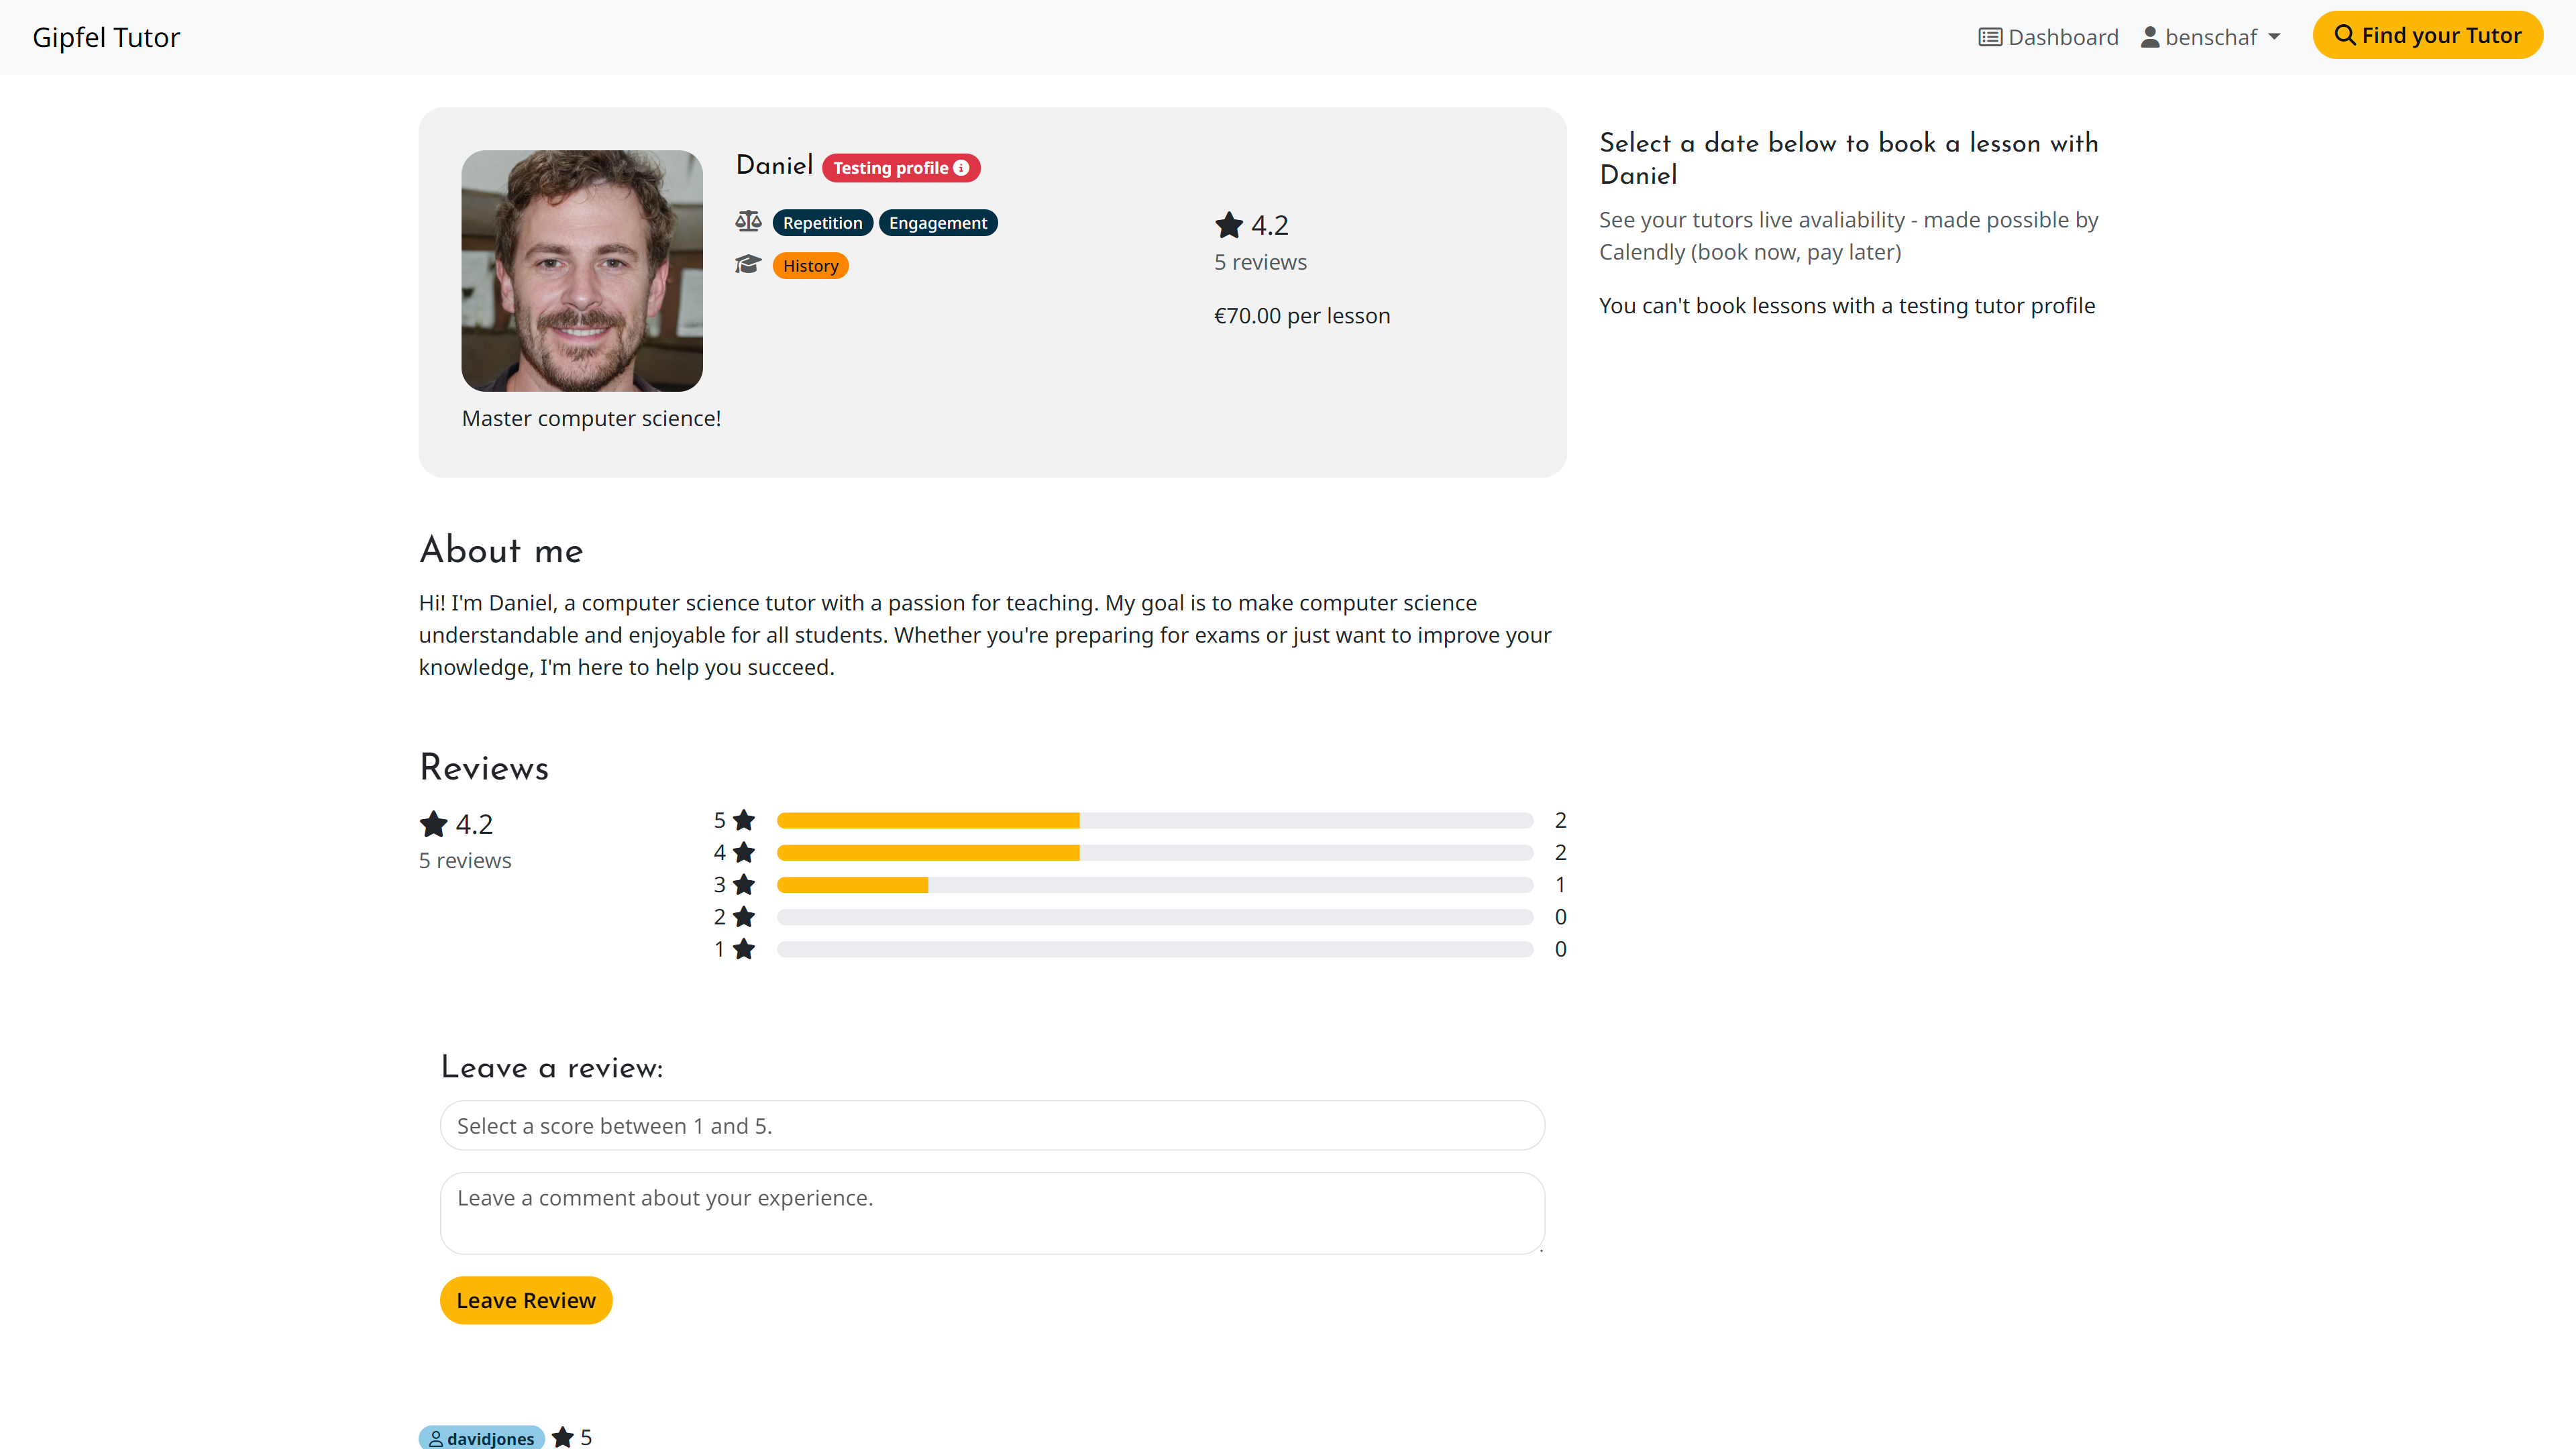 Gipfel Tutor
Dashboard
benschaf
Find your Tutor
Daniel
Testing profile
Repetition
Engagement
History
4.2
5 reviews
€70.00 per lesson
Master computer science!
Select a date below to book a lesson with
Daniel
See your tutors live avaliability - made possible by
Calendly (book now, pay later)
You can't book lessons with a testing tutor profile
About me
Hi! I'm Daniel, a computer science tutor with a passion for teaching. My goal is to make computer science
understandable and enjoyable for all students. Whether you're preparing for exams or just want to improve your
knowledge, I'm here to help you succeed.
Reviews
4.2
5 reviews
5 2
4 2
3 1
2 0
1 0
Leave a review:
Select a score between 1 and 5.
Leave a comment about your experience.
Leave Review
davidjones 5